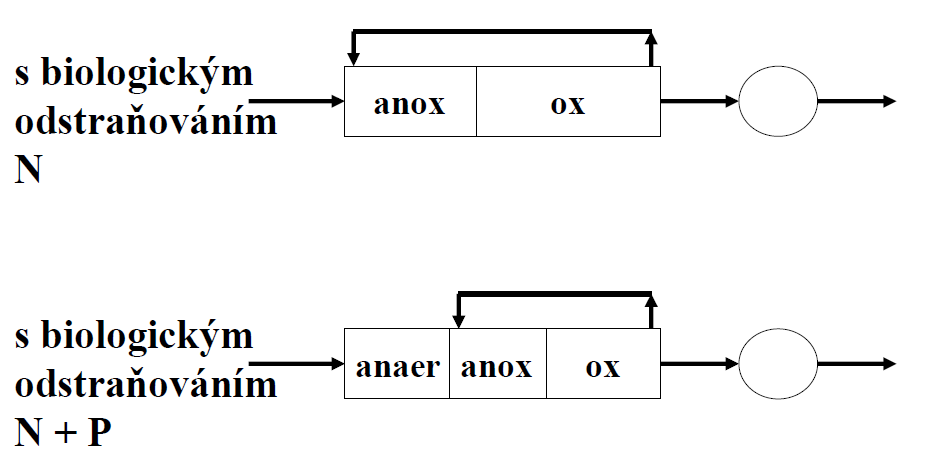 s biologickým
odstraňováním
N
anox
ox
s biologickým
odstraňováním
N + P
anaer
anox
ox